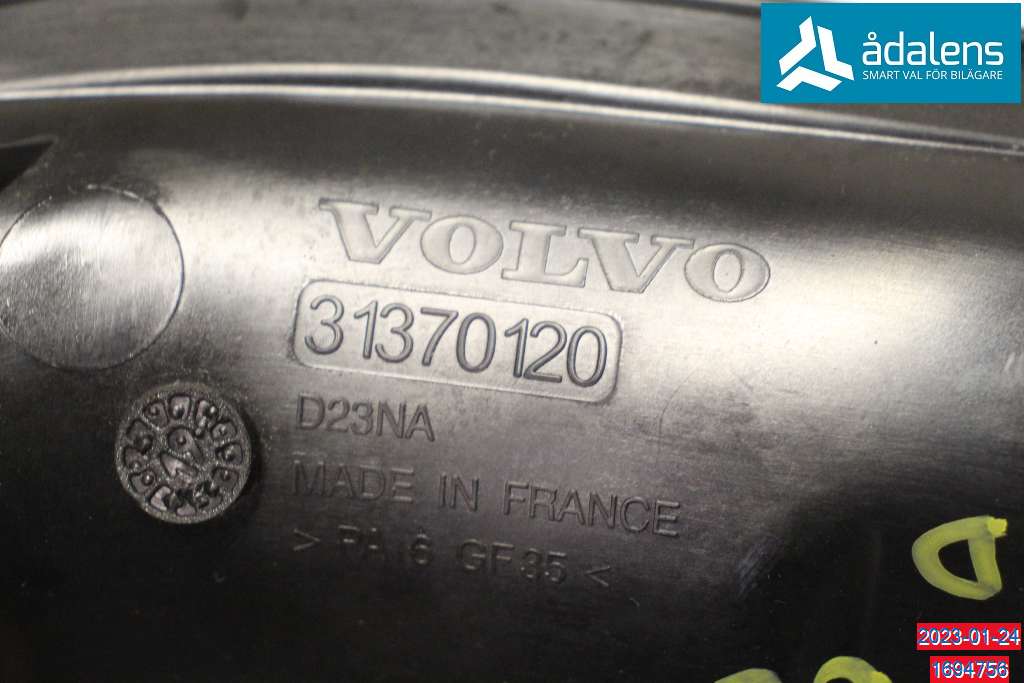 ådalens
SMART VAL FÖR BILÄGARE
VOLVO
31370120
D23NA
MADE IN FRANCE
> PA 6 GF35 <
D
2023-01-24
1694756